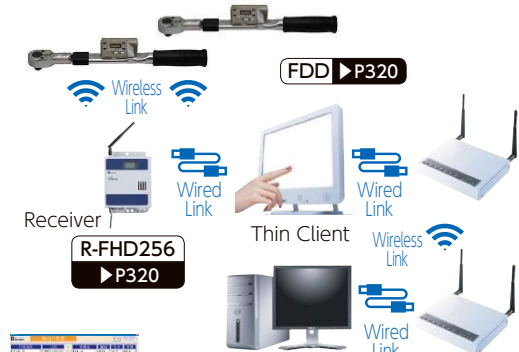 FDD ▶P320
Wireless
Link
Wired
Link
Wired
Link
Receiver
Thin Client
R-FHD256
▶P320
Wireless
Link
Wired
Link